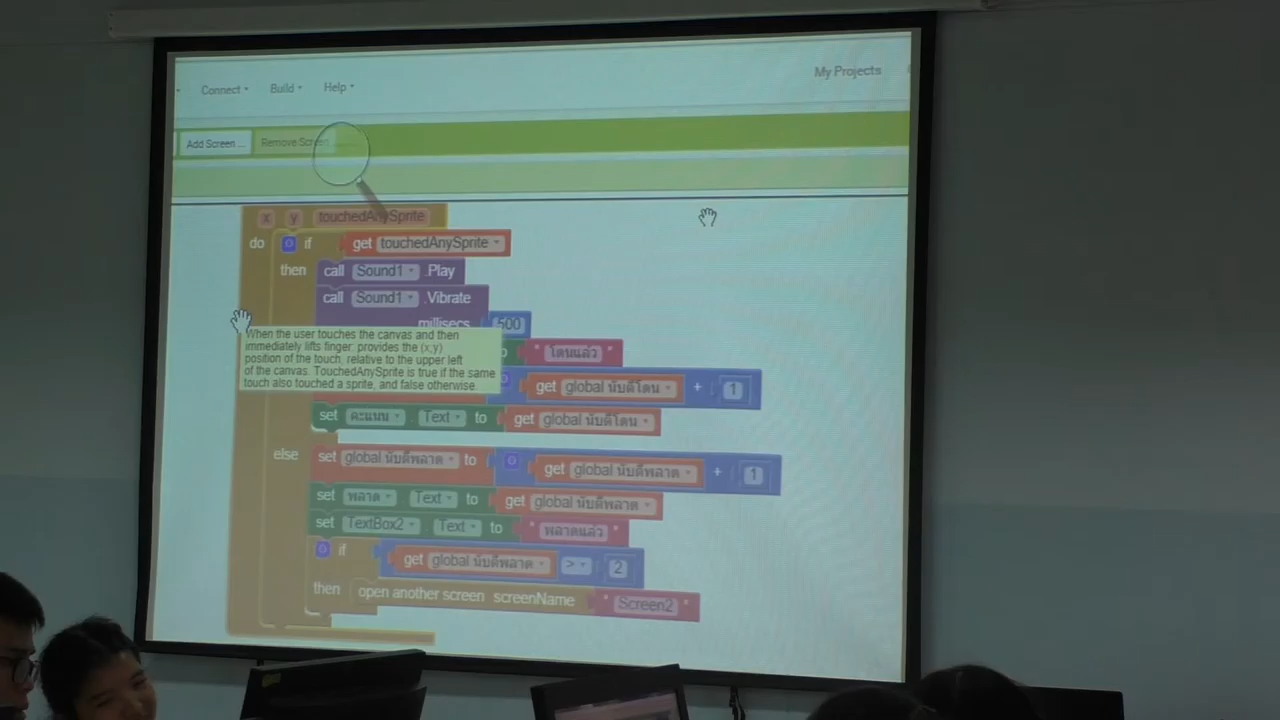 My Projects
Connect Build Help
Add Screen ... Remove Screen
x y touchedAnySprite
do if get touchedAnySprite
then call Sound1 .Play
call Sound1 .Vibrate
millisecs 500
When the user touches the canvas and then
immediately lifts finger: provides the (x,y)
position of the touch, relative to the upper left
of the canvas. TouchedAnySprite is true if the same
touch also touched a sprite, and false otherwise.
" โดนแล้ว "
get global นับตีโดน + 1
set คะแนน Text to get global นับตีโดน
else set global นับตีพลาด to get global นับตีพลาด + 1
set พลาด Text to get global นับตีพลาด
set TextBox2 Text to " พลาดแล้ว "
if get global นับตีพลาด > 2
then open another screen screenName " Screen2 "